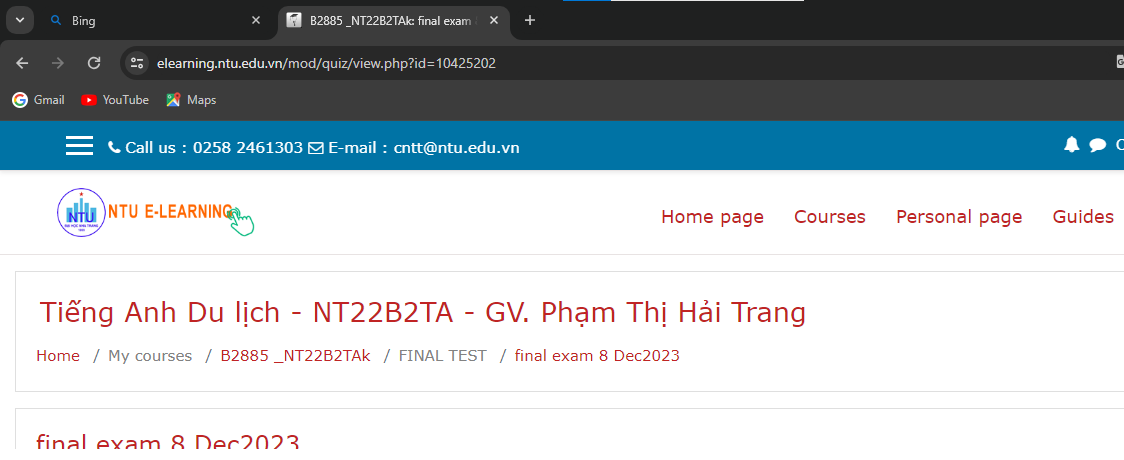 Bing
B2885 _NT22B2TAk: final exam
elearning.ntu.edu.vn/mod/quiz/view.php?id=10425202
Gmail YouTube Maps
Call us : 0258 2461303 E-mail : cntt@ntu.edu.vn
NTU
NTU E-LEARNING
Home page Courses Personal page Guides
Tiếng Anh Du lịch - NT22B2TA - GV. Phạm Thị Hải Trang
Home / My courses / B2885 _NT22B2TAk / FINAL TEST / final exam 8 Dec2023
final exam 8 Dec2023